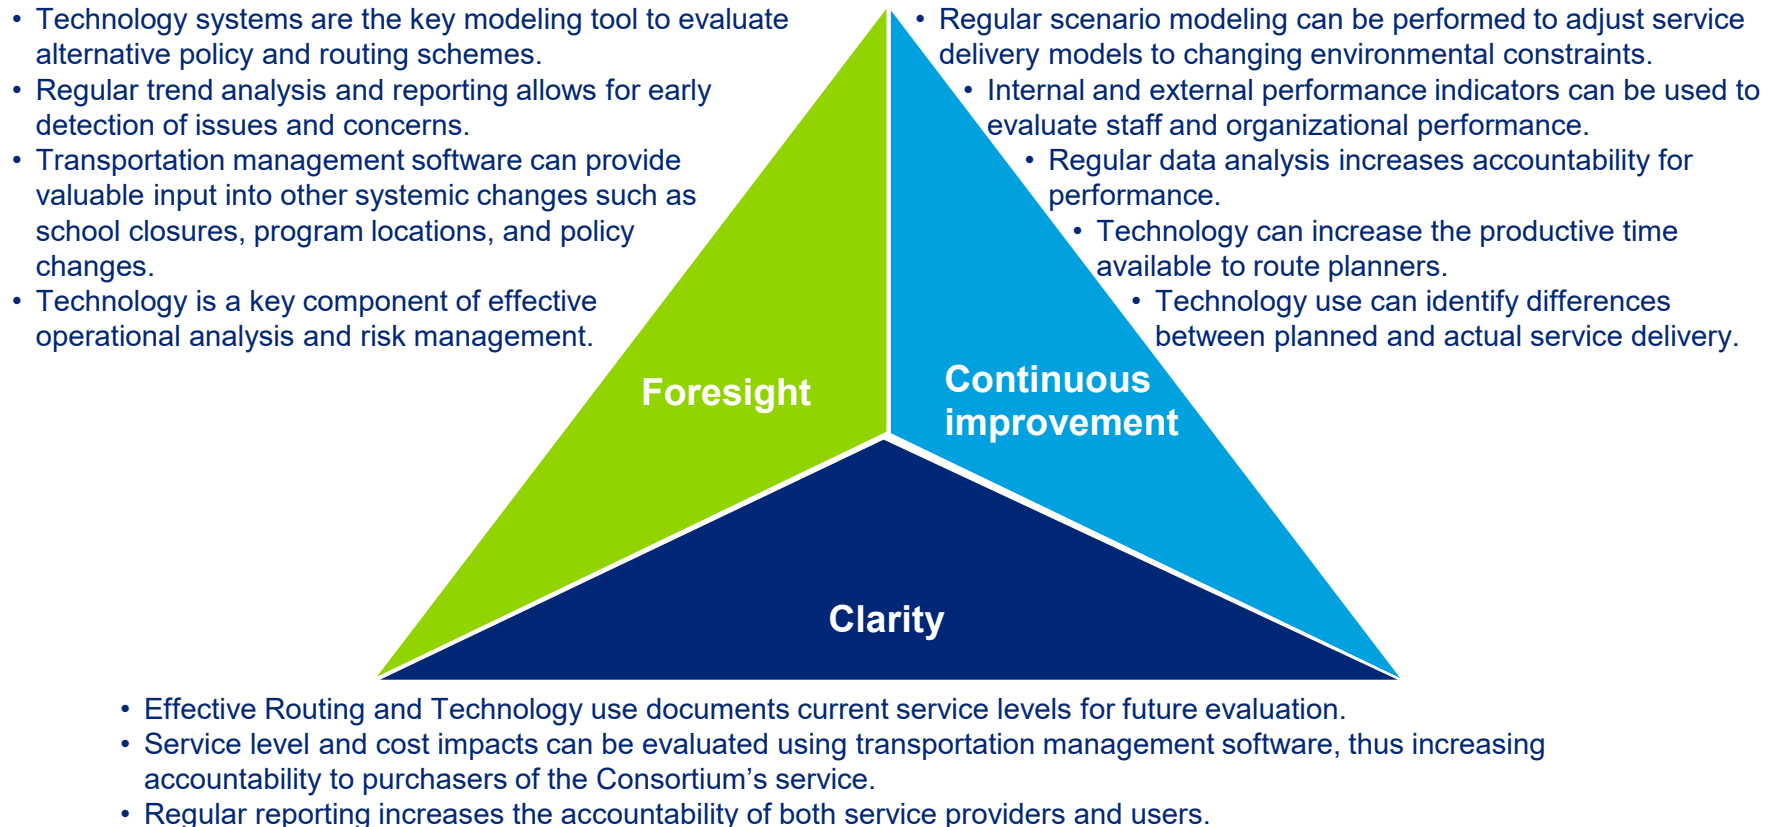 • Technology systems are the key modeling tool to evaluate
alternative policy and routing schemes.
• Regular trend analysis and reporting allows for early
detection of issues and concerns.
• Transportation management software can provide
valuable input into other systemic changes such as
school closures, program locations, and policy
changes.
• Technology is a key component of effective
operational analysis and risk management.
• Regular scenario modeling can be performed to adjust service
delivery models to changing environmental constraints.
• Internal and external performance indicators can be used to
evaluate staff and organizational performance.
• Regular data analysis increases accountability for
performance.
• Technology can increase the productive time
available to route planners.
• Technology use can identify differences
between planned and actual service delivery.
Foresight
Continuous
improvement
Clarity
• Effective Routing and Technology use documents current service levels for future evaluation.
• Service level and cost impacts can be evaluated using transportation management software, thus increasing
accountability to purchasers of the Consortium’s service.
• Regular reporting increases the accountability of both service providers and users.